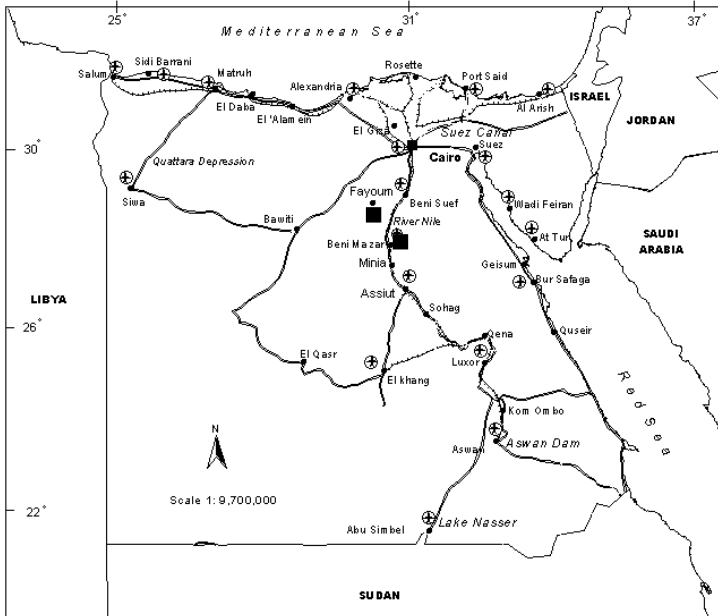 25°
31°
37°
Mediterranean Sea
Sidi Barrani
Salum
Matruh
Rosette
Alexandria
Port Said
El Daba
El 'Alamein
Al Arish
ISRAEL
El Giza
Suez Canal
JORDAN
30°
Cairo
Suez
Quattara Depression
Siwa
Fayoum
Beni Suef
Wadi Feiran
Bawiti
River Nile
At Tur
Beni Mazar
SAUDI
ARABIA
Minia
Geisum
Assiut
Bur Safaga
LIBYA
Sohag
26°
Qena
Quseir
El Qasr
Luxor
El khang
Red Sea
Kom Ombo
N
Aswan
Aswan Dam
Scale 1: 9,700,000
22°
Abu Simbel
Lake Nasser
SUDAN